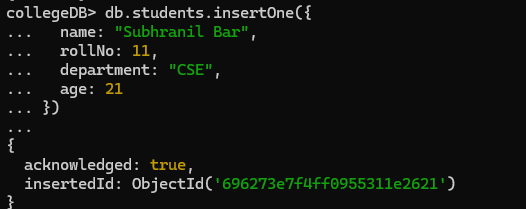 collegeDB> db.students.insertOne({
...   name: "Subhranil Bar",
...   rollNo: 11,
...   department: "CSE",
...   age: 21
... })
...
{
  acknowledged: true,
  insertedId: ObjectId('696273e7f4ff0955311e2621')
}